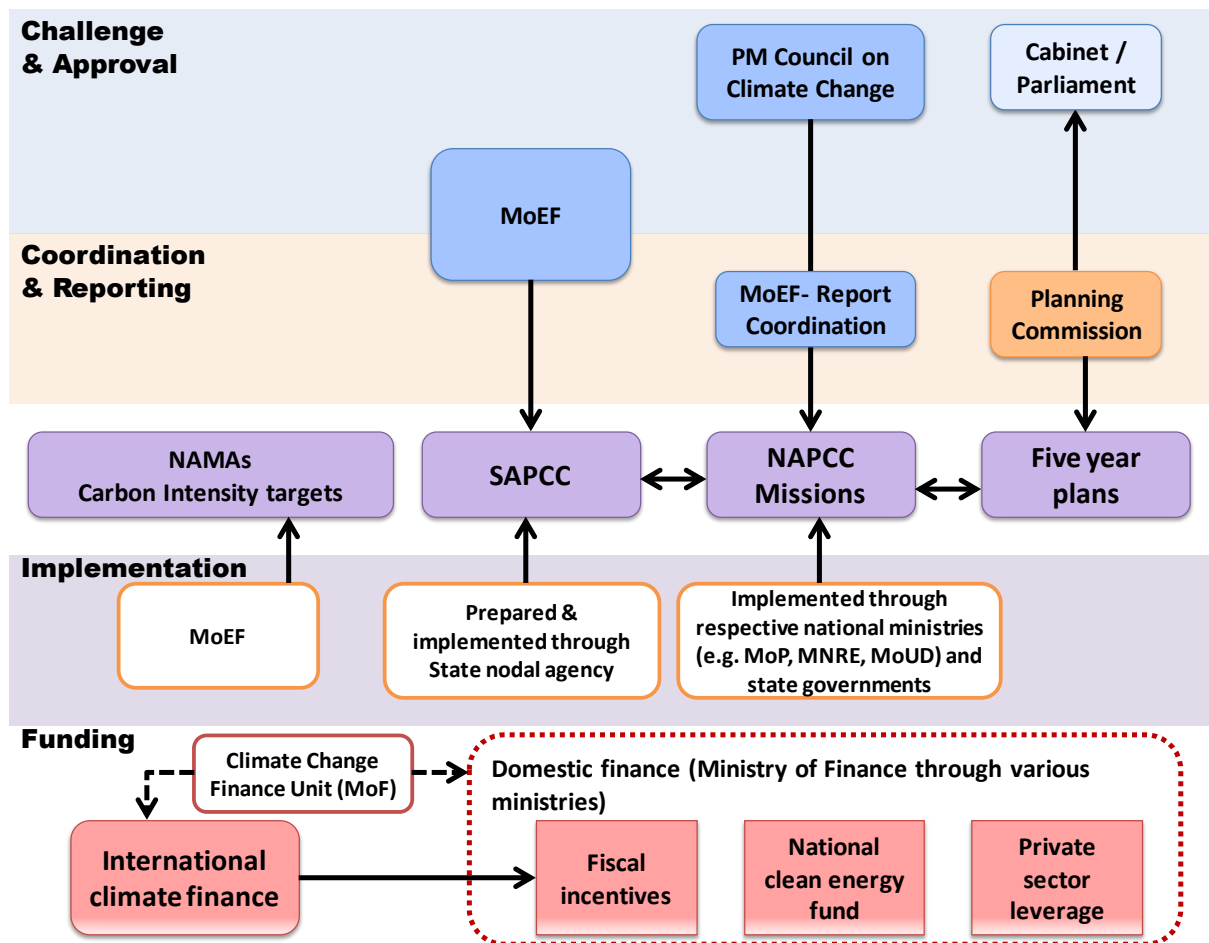 Challenge
& Approval
PM Council on
Climate Change
Cabinet /
Parliament
MoEF
Coordination
& Reporting
MoEF- Report
Coordination
Planning
Commission
NAMAs
Carbon Intensity targets
SAPCC
NAPCC
Missions
Five year
plans
Implementation
MoEF
Prepared &
implemented through
State nodal agency
Implemented through
respective national ministries
(e.g. MoP, MNRE, MoUD) and
state governments
Funding
Climate Change
Finance Unit (MoF)
Domestic finance (Ministry of Finance through various
ministries)
International
climate finance
Fiscal
incentives
National
clean energy
fund
Private
sector
leverage